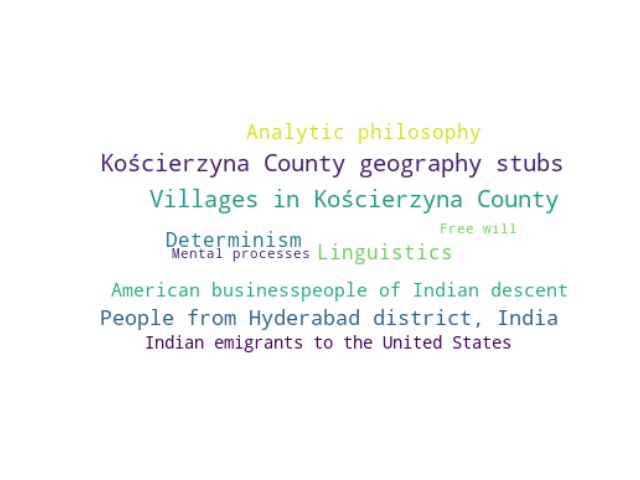 Analytic philosophy
Kościerzyna County geography stubs
Villages in Kościerzyna County
Free will
Determinism
Mental processes
Linguistics
American businesspeople of Indian descent
People from Hyderabad district, India
Indian emigrants to the United States